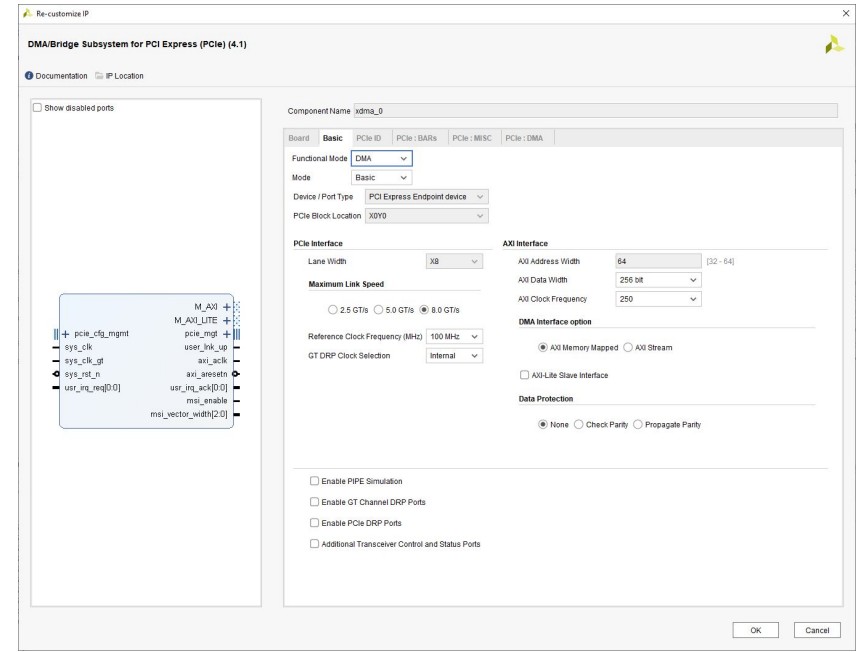 Re-customize IP
DMA/Bridge Subsystem for PCI Express (PCIe) (4.1)
Documentation IP Location
Show disabled ports
M_AXI
M_AXI_LITE
pcie_cfg_mgmt pcie_mgt
sys_clk user_lnk_up
sys_clk_gt axi_aclk
sys_rst_n axi_aresetn
usr_irq_req[0:0] usr_irq_ack[0:0]
msi_enable
msi_vector_width[2:0]
Component Name xdma_0
Board Basic PCIe ID PCIe : BARs PCIe : MISC PCIe : DMA
Functional Mode DMA
Mode Basic
Device / Port Type PCI Express Endpoint device
PCIe Block Location X0Y0
PCIe Interface
Lane Width X8
Maximum Link Speed
2.5 GT/s 5.0 GT/s 8.0 GT/s
Reference Clock Frequency (MHz) 100 MHz
GT DRP Clock Selection Internal
AXI Interface
AXI Address Width 64 [32 - 64]
AXI Data Width 256 bit
AXI Clock Frequency 250
DMA Interface option
AXI Memory Mapped AXI Stream
AXI-Lite Slave Interface
Data Protection
None Check Parity Propagate Parity
Enable PIPE Simulation
Enable GT Channel DRP Ports
Enable PCIe DRP Ports
Additional Transceiver Control and Status Ports
OK Cancel